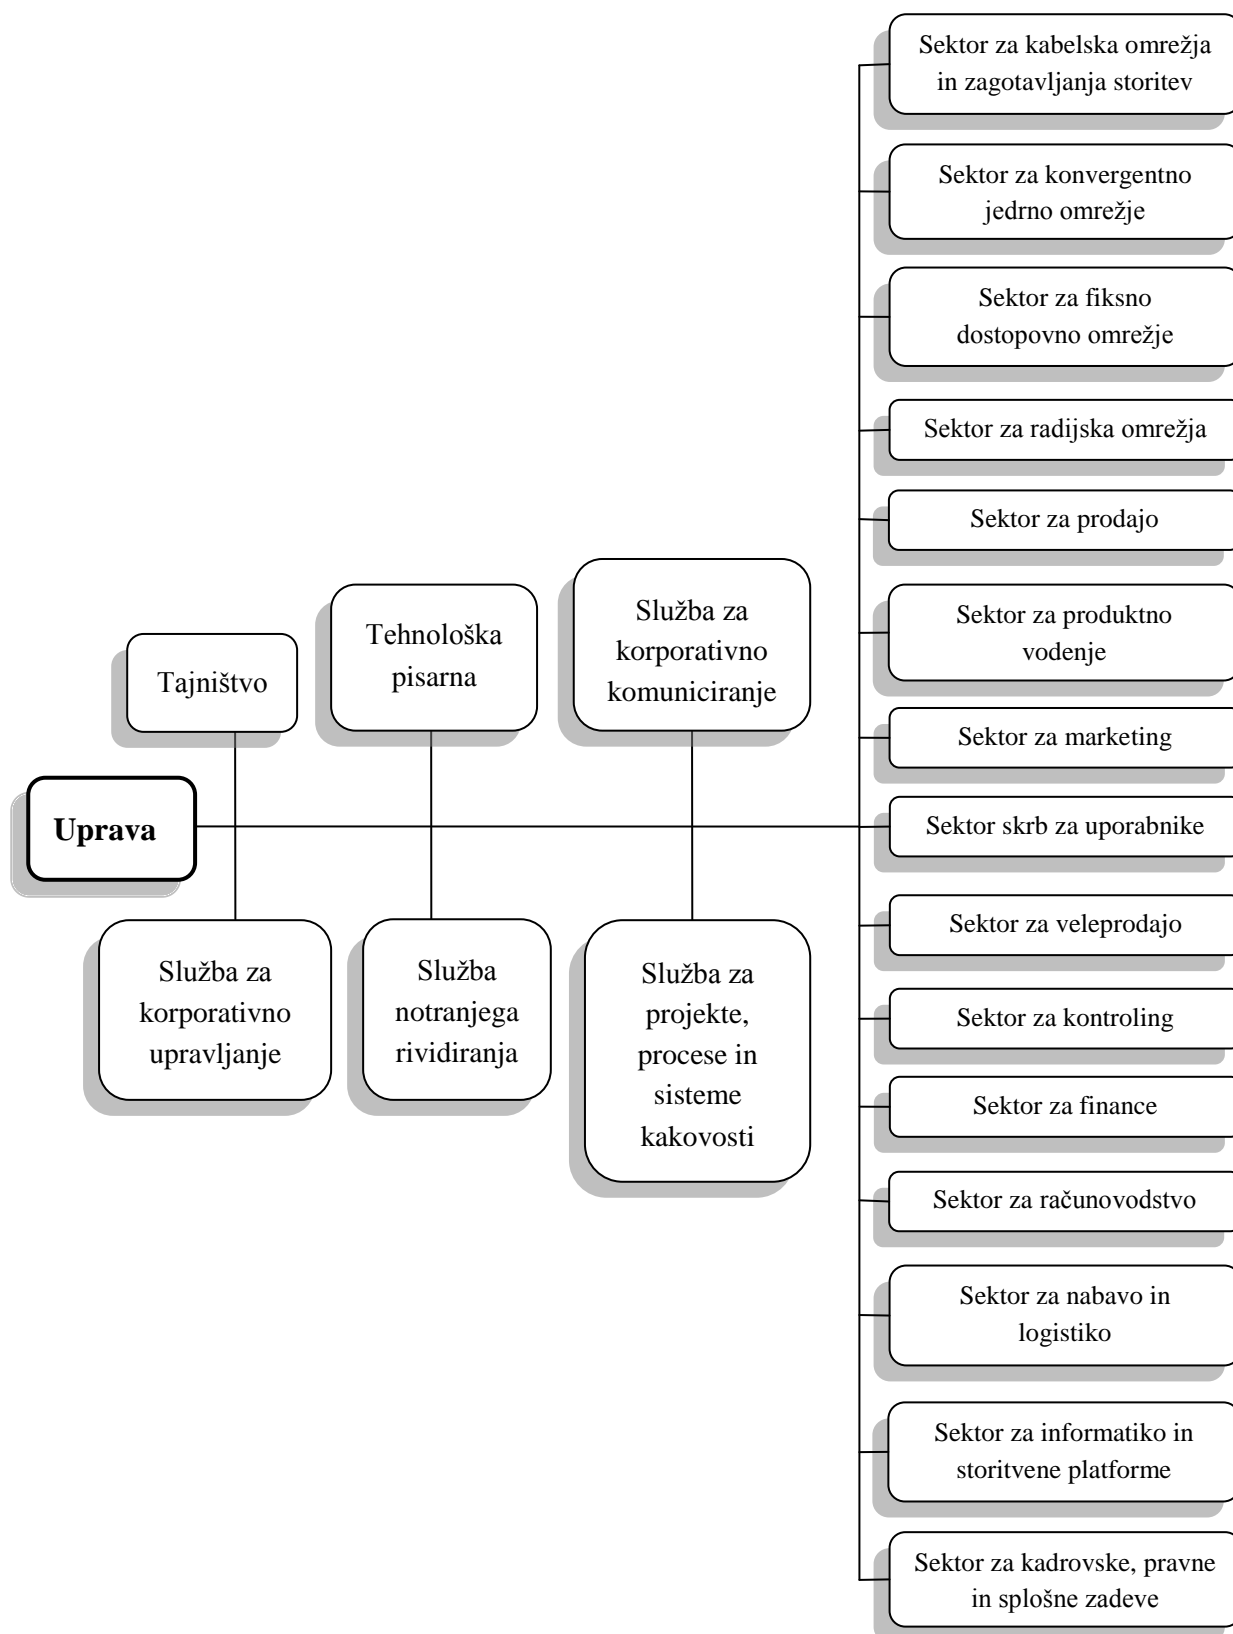 Uprava
Tajništvo
Tehnološka
pisarna
Služba za
korporativno
komuniciranje
Služba za
korporativno
upravljanje
Služba
notranjega
rividiranja
Služba za
projekte,
procese in
sisteme
kakovosti
Sektor za kabelska omrežja
in zagotavljanja storitev
Sektor za konvergentno
jedrno omrežje
Sektor za fiksno
dostopovno omrežje
Sektor za radijska omrežja
Sektor za prodajo
Sektor za produktno
vodenje
Sektor za marketing
Sektor skrb za uporabnike
Sektor za veleprodajo
Sektor za kontroling
Sektor za finance
Sektor za računovodstvo
Sektor za nabavo in
logistiko
Sektor za informatiko in
storitvene platforme
Sektor za kadrovske, pravne
in splošne zadeve